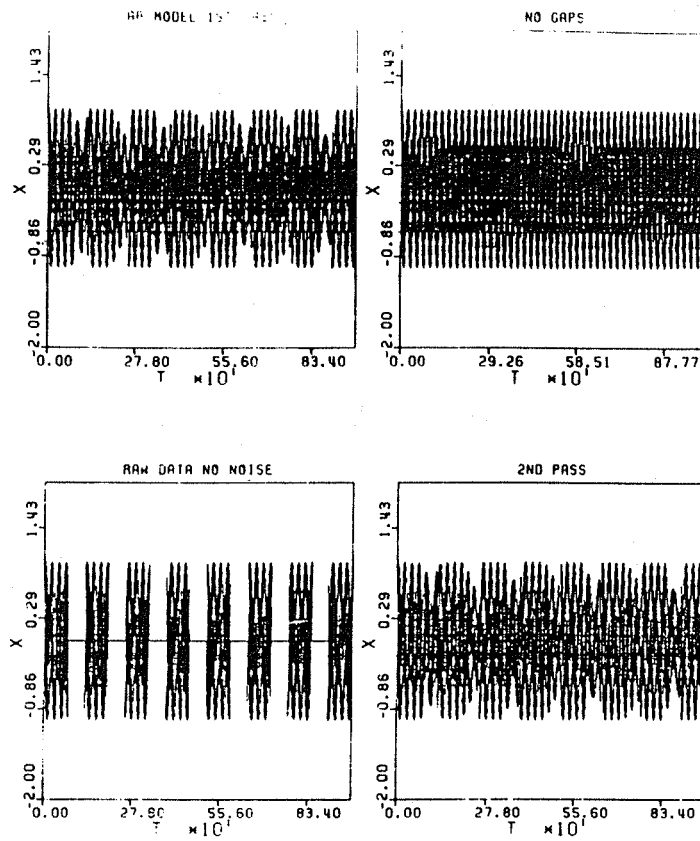 MODEL
NO GAPS
1.43
0.29
-0.86
-2.00
X
0.00 27.80 55.60 83.40
T ×10¹
1.43
0.29
-0.86
-2.00
X
0.00 29.26 58.51 87.77
T ×10¹
RAW DATA NO NOISE
2ND PASS
1.43
0.29
-0.86
-2.00
X
0.00 27.80 55.60 83.40
T ×10¹
1.43
0.29
-0.86
-2.00
X
0.00 27.80 55.60 83.40
T ×10¹